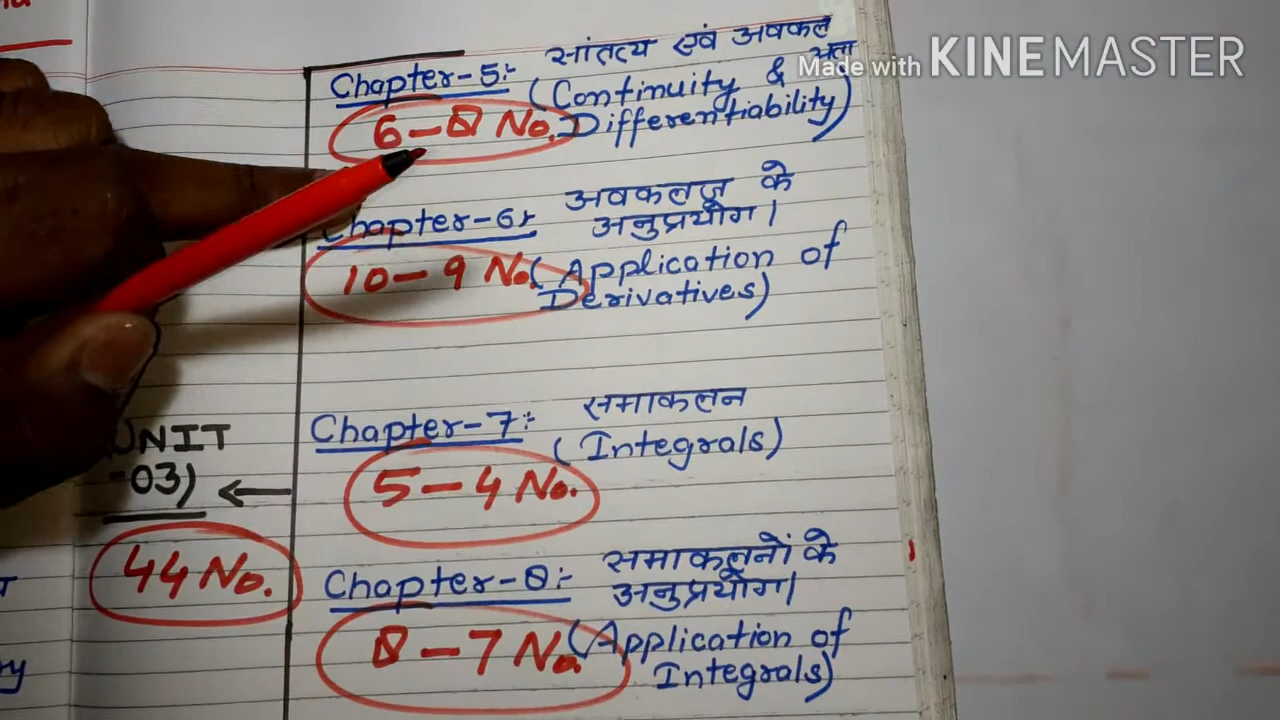 Made with KINEMASTER
Chapter-5:- सांतत्य एवं अवकल
(Continuity &
6-8 No. Differentiability)
Chapter-6:- अवकलज के
अनुप्रयोग।
10-9 No. (Application of
Derivatives)
Chapter-7:- समाकलन
(Integrals)
5-4 No.
UNIT
-03)
44 No.
Chapter-8:- समाकलनों के
अनुप्रयोग।
8-7 No. (Application of
Integrals)